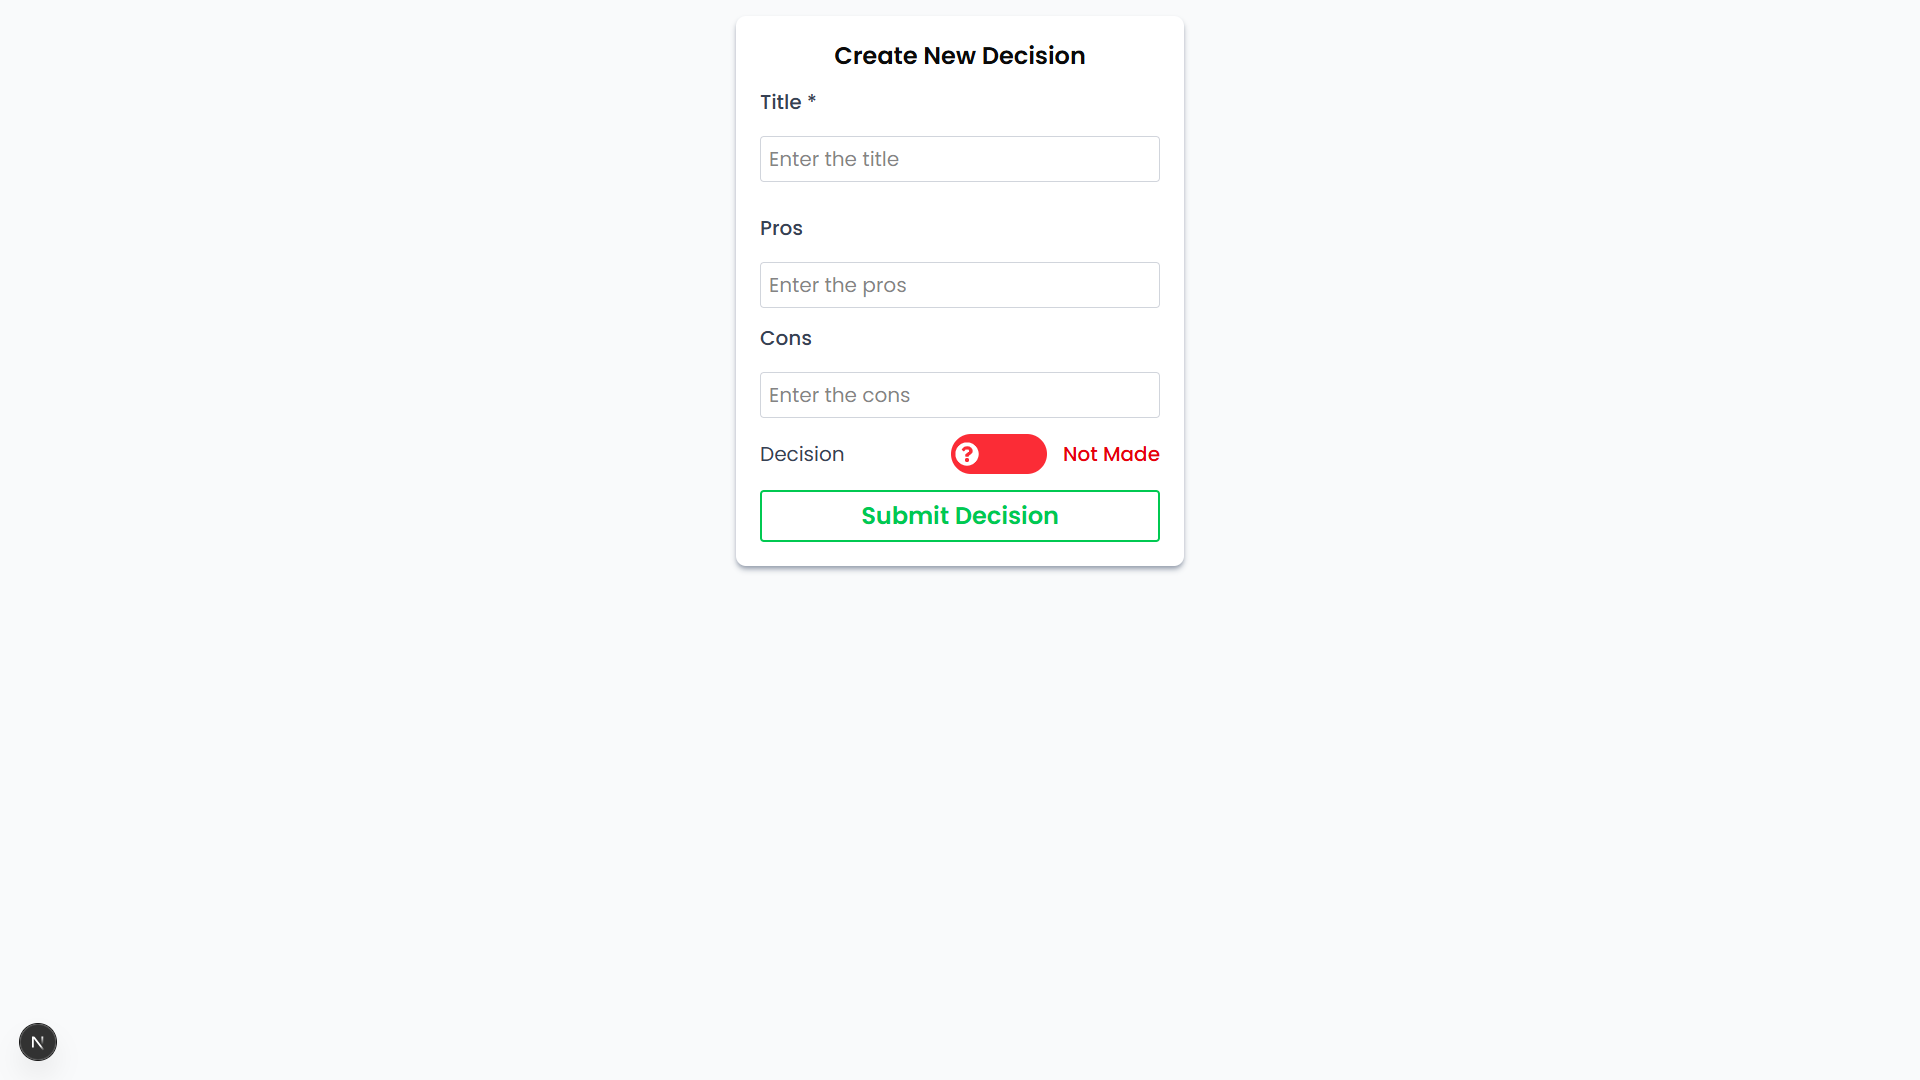 Create New Decision
Title *
Enter the title
Pros
Enter the pros
Cons
Enter the cons
Decision ? Not Made
Submit Decision
N